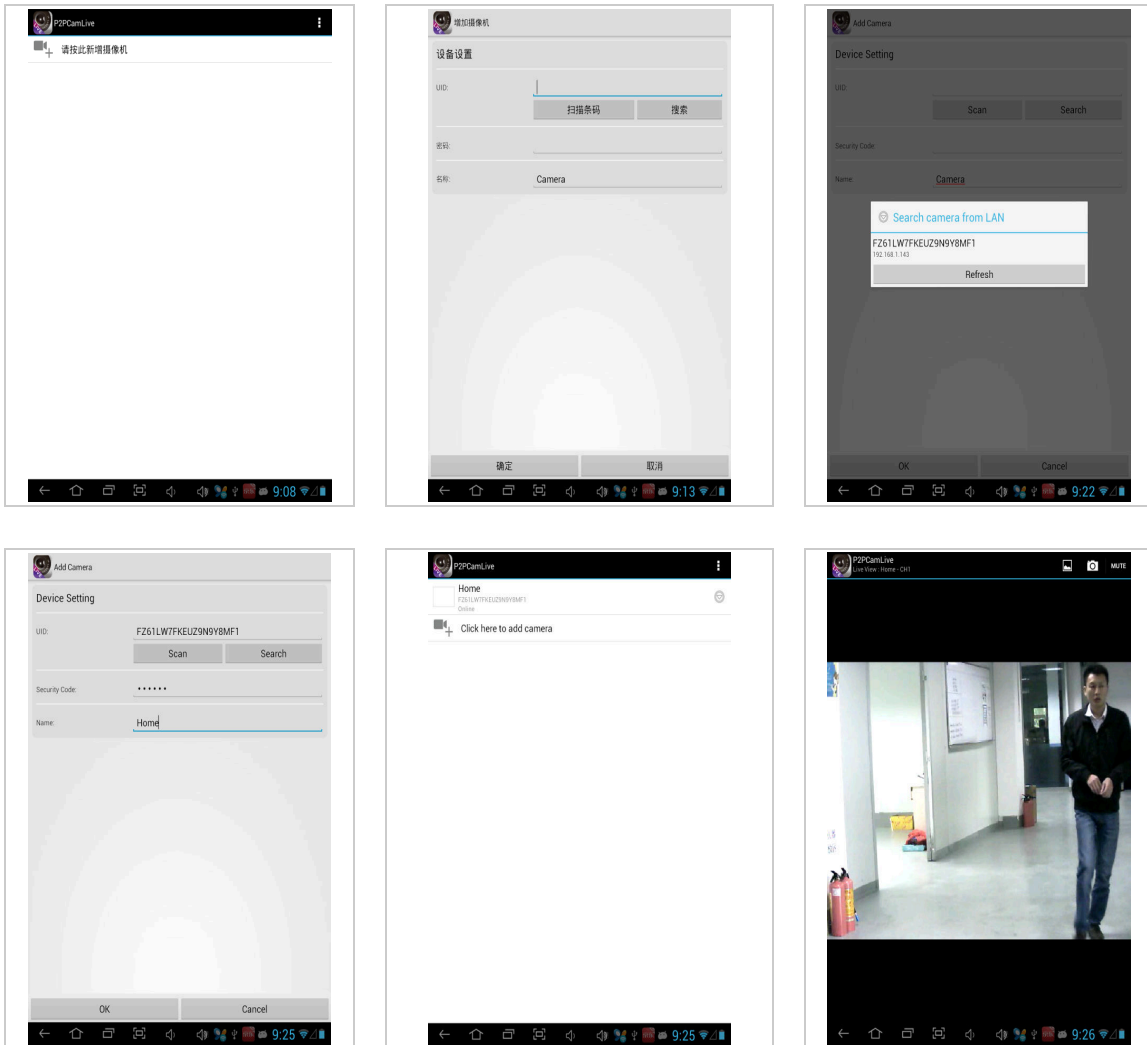 P2PCamLive
请按此新增摄像机
9:08
增加摄像机
设备设置
UID:
扫描条码 搜索
密码:
名称: Camera
确定 取消
9:13
Add Camera
Device Setting
UID:
Scan Search
Security Code:
Name: Camera
Search camera from LAN
FZ61LW7FKEUZ9N9Y8MF1
192.168.1.143
Refresh
OK Cancel
9:22
Add Camera
Device Setting
UID: FZ61LW7FKEUZ9N9Y8MF1
Scan Search
Security Code: ······
Name: Home
OK Cancel
9:25
P2PCamLive
Home
FZ61LW7FKEUZ9N9Y8MF1
Online
Click here to add camera
9:25
P2PCamLive
Live View : Home - CH1
MUTE
9:26